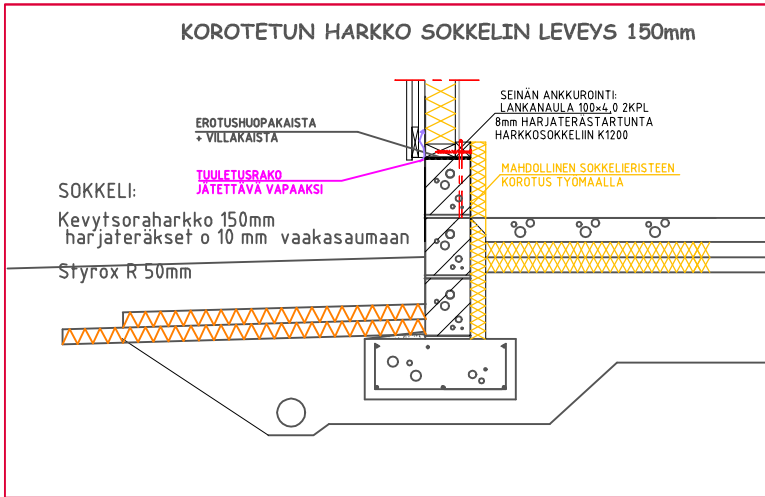 KOROTETUN HARKKO SOKKELIN LEVEYS 150mm
SEINÄN ANKKUROINTI:
LANKANAULA 100x4,0 2KPL
8mm HARJATERÄSTARTUNTA
HARKKOSOKKELIIN K1200
EROTUSHUOPAKAISTA
+ VILLAKAISTA
MAHDOLLINEN SOKKELIERISTEEN
KOROTUS TYOMAALLA
TUULETUSRAKO
JÄTETTÄVÄ VAPAAKSI
SOKKELI:
Kevytsoraharkko 150mm
harjateräkset o 10 mm vaakasaumaan
Styrox R 50mm